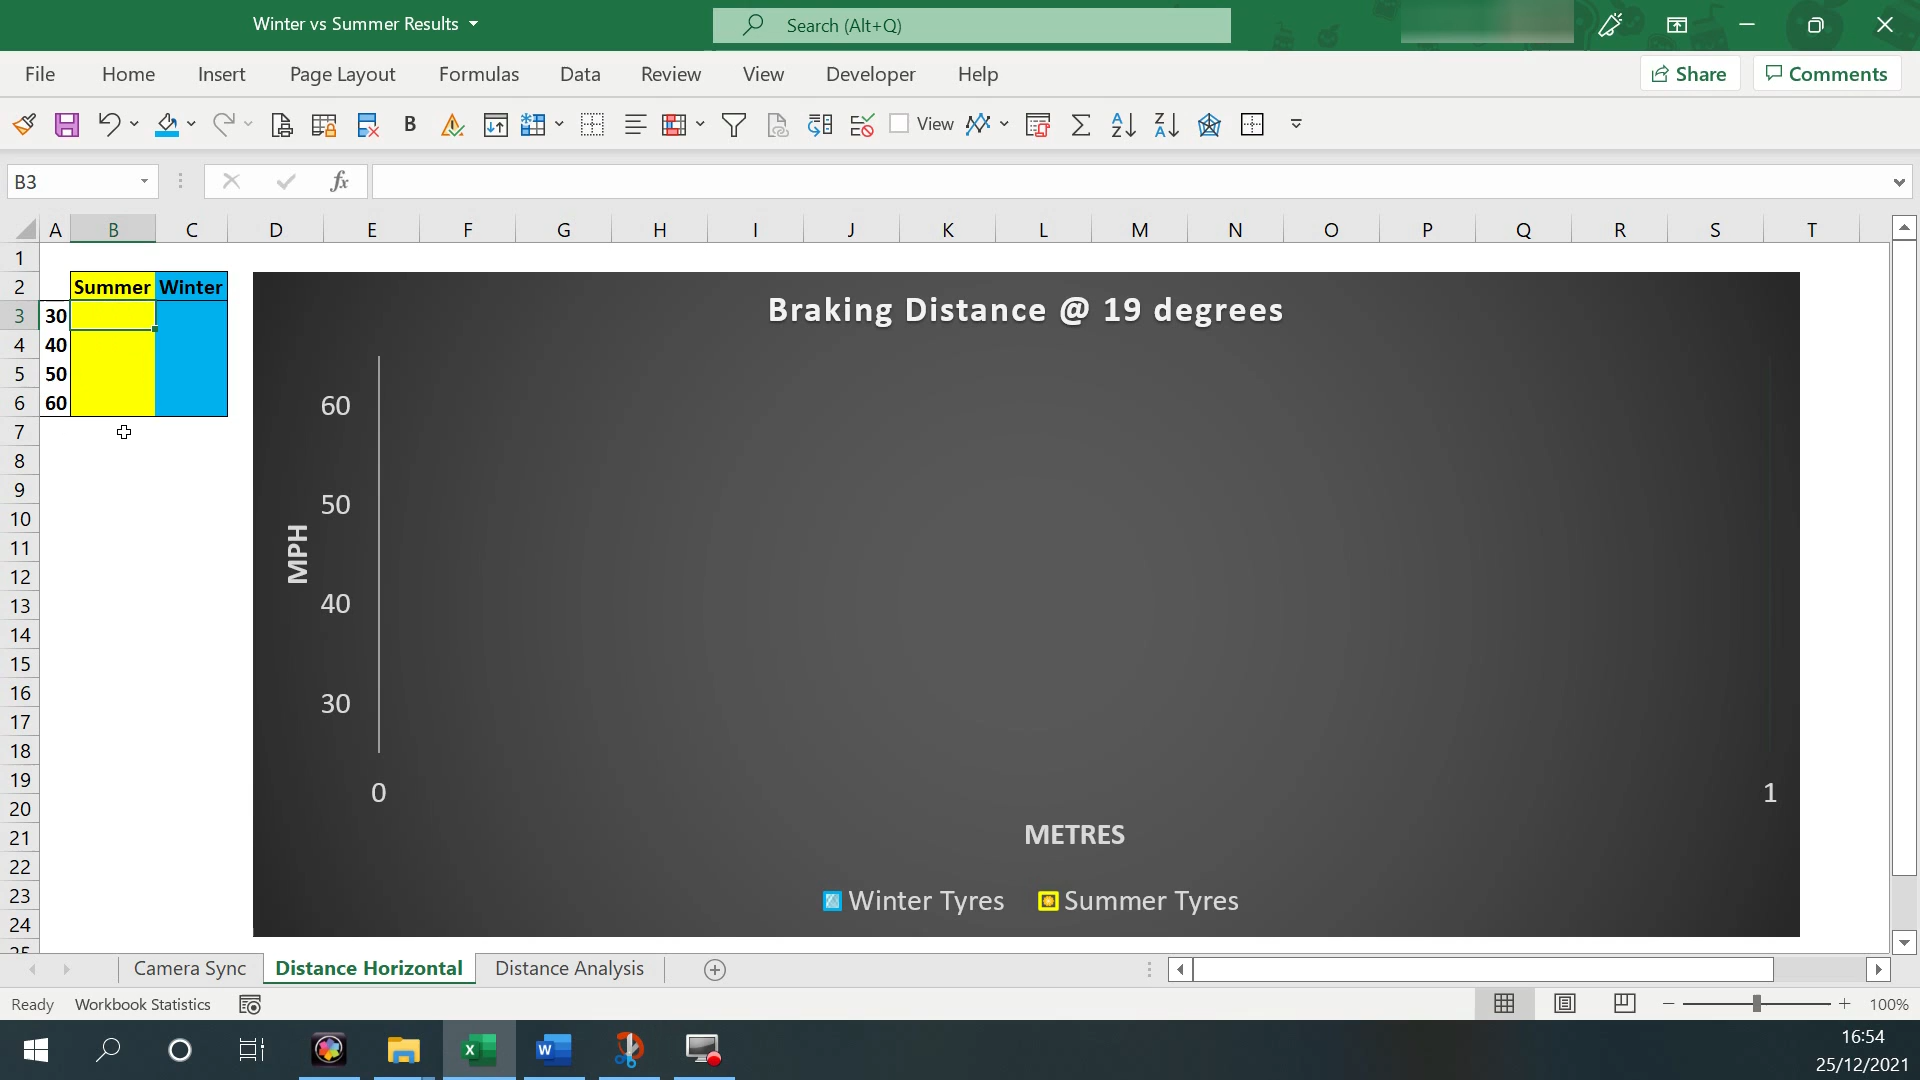 Winter vs Summer Results
Search (Alt+Q)
File Home Insert Page Layout Formulas Data Review View Developer Help Share Comments
B View
B3 fx
A B C D E F G H I J K L M N O P Q R S T
1
2 Summer Winter
3 30
4 40
5 50
6 60
7
8
9
10
11
12
13
14
15
16
17
18
19
20
21
22
23
24
25
Braking Distance @ 19 degrees
60
50
MPH
40
30
0 1
METRES
Winter Tyres Summer Tyres
Camera Sync Distance Horizontal Distance Analysis
Ready Workbook Statistics 100%
16:54
25/12/2021